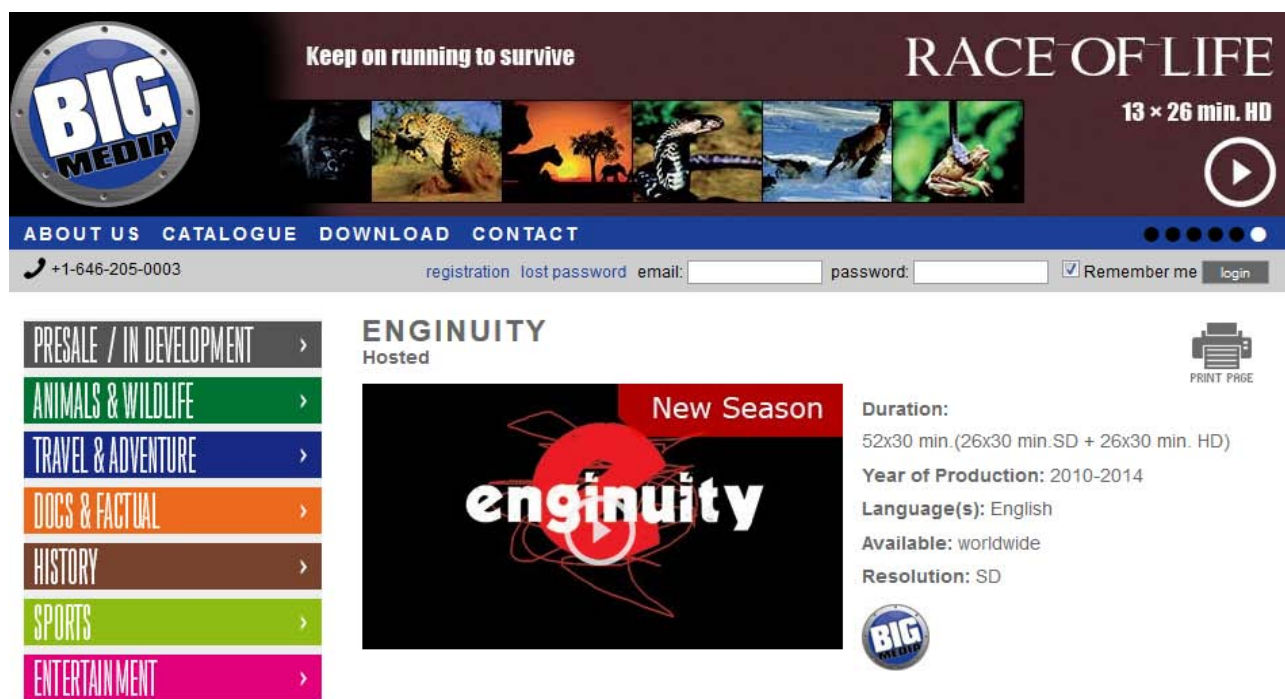 BIG
MEDIA
Keep on running to survive
RACE OF LIFE
13 × 26 min. HD
ABOUT US CATALOGUE DOWNLOAD CONTACT
+1-646-205-0003 registration lost password email: password: Remember me login
PRESALE / IN DEVELOPMENT
ANIMALS & WILDLIFE
TRAVEL & ADVENTURE
DOCS & FACTUAL
HISTORY
SPORTS
ENTERTAINMENT
ENGINUITY
Hosted
PRINT PAGE
New Season
e
enginuity
Duration:
52x30 min.(26x30 min.SD + 26x30 min. HD)
Year of Production: 2010-2014
Language(s): English
Available: worldwide
Resolution: SD
BIG
MEDIA